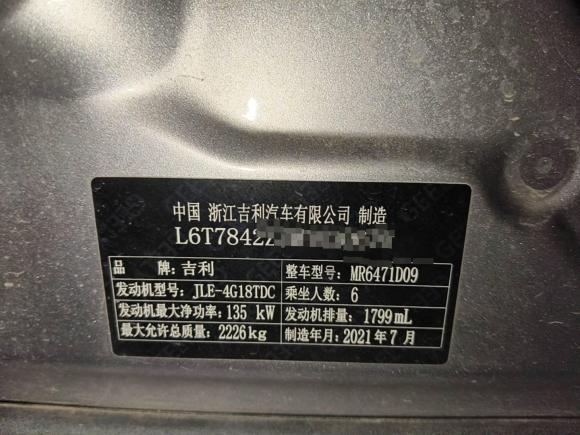 中国 浙江吉利汽车有限公司 制造
L6T78422
品 牌: 吉利 整车型号: MR6471D09
发动机型号: JLE-4G18TDC 乘坐人数: 6
发动机最大净功率: 135 kW 发动机排量: 1799mL
最大允许总质量: 2226kg 制造年月: 2021年7月